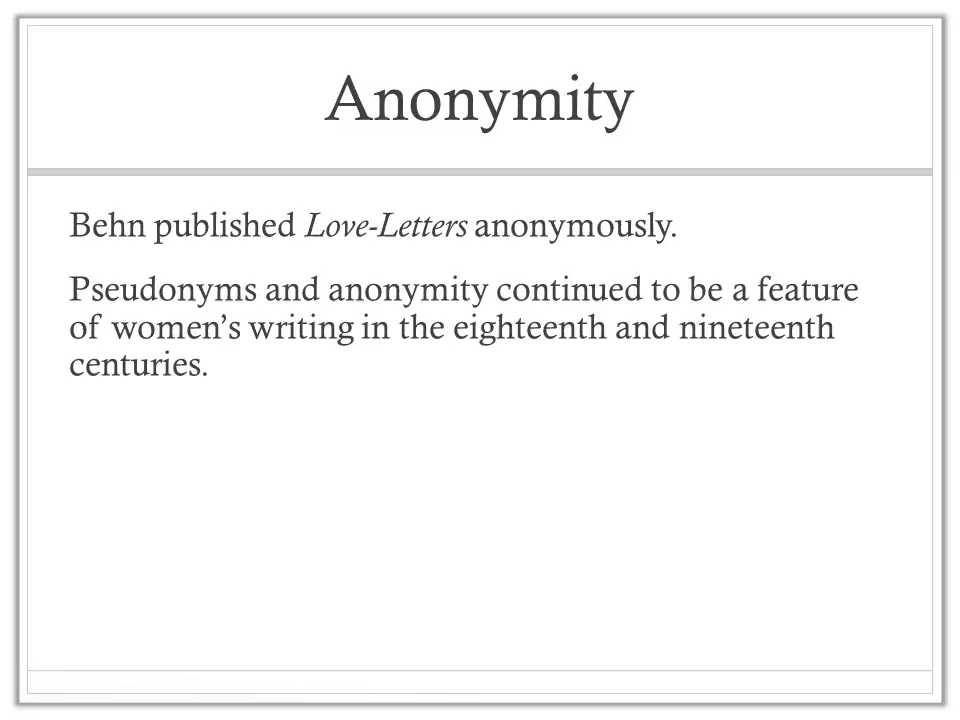 Anonymity
Behn published Love-Letters anonymously.
Pseudonyms and anonymity continued to be a feature
of women’s writing in the eighteenth and nineteenth
centuries.